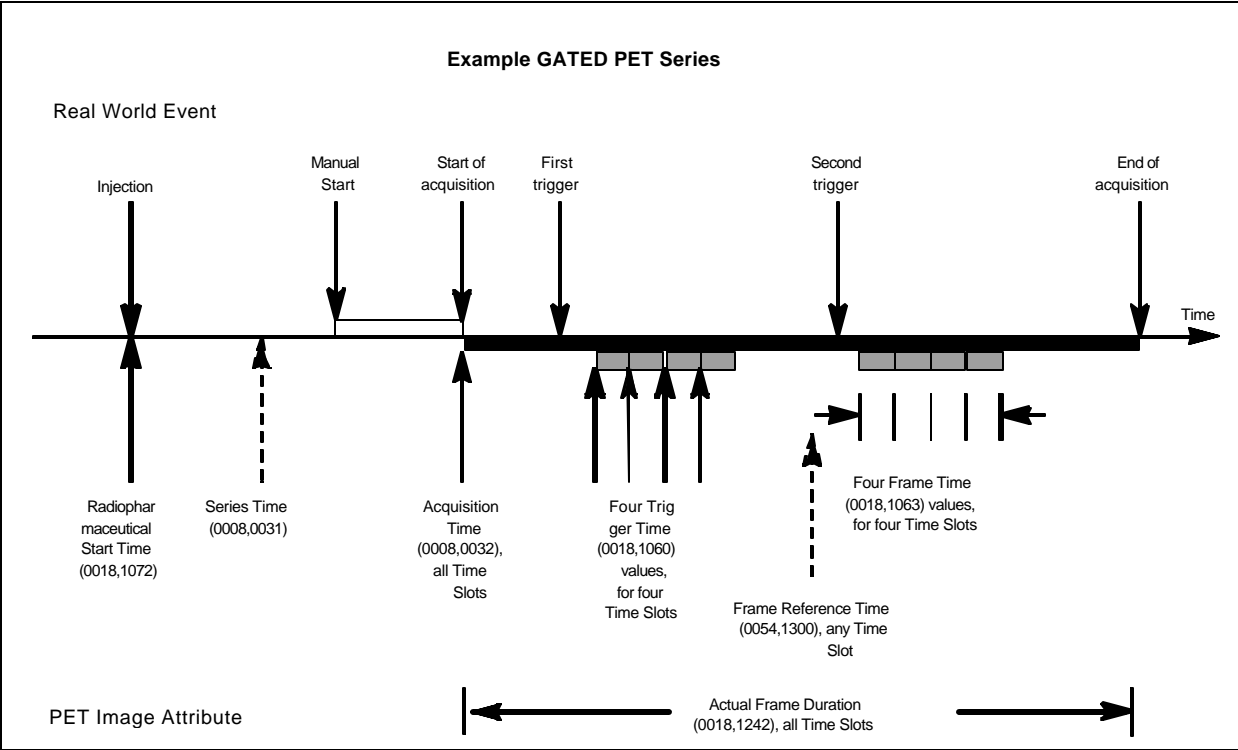 Example GATED PET Series
Real World Event
Injection
Manual
Start
Start of
acquisition
First
trigger
Second
trigger
End of
acquisition
Time
Radiophar
maceutical
Start Time
(0018,1072)
Series Time
(0008,0031)
Acquisition
Time
(0008,0032),
all Time
Slots
Four Trig
ger Time
(0018,1060)
values,
for four
Time Slots
Four Frame Time
(0018,1063) values,
for four Time Slots
Frame Reference Time
(0054,1300), any Time
Slot
PET Image Attribute
Actual Frame Duration
(0018,1242), all Time Slots